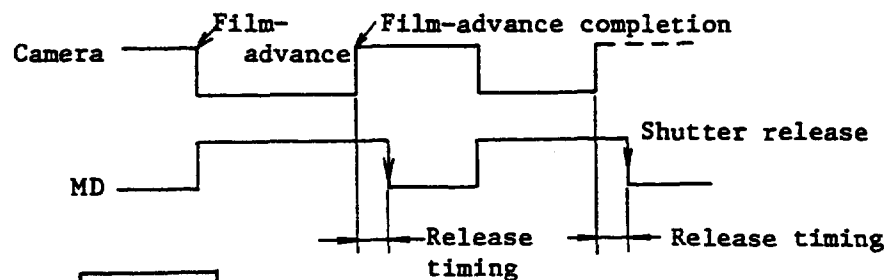 Film-
advance
Film-advance completion
Camera
Shutter release
MD
Release
timing
Release timing